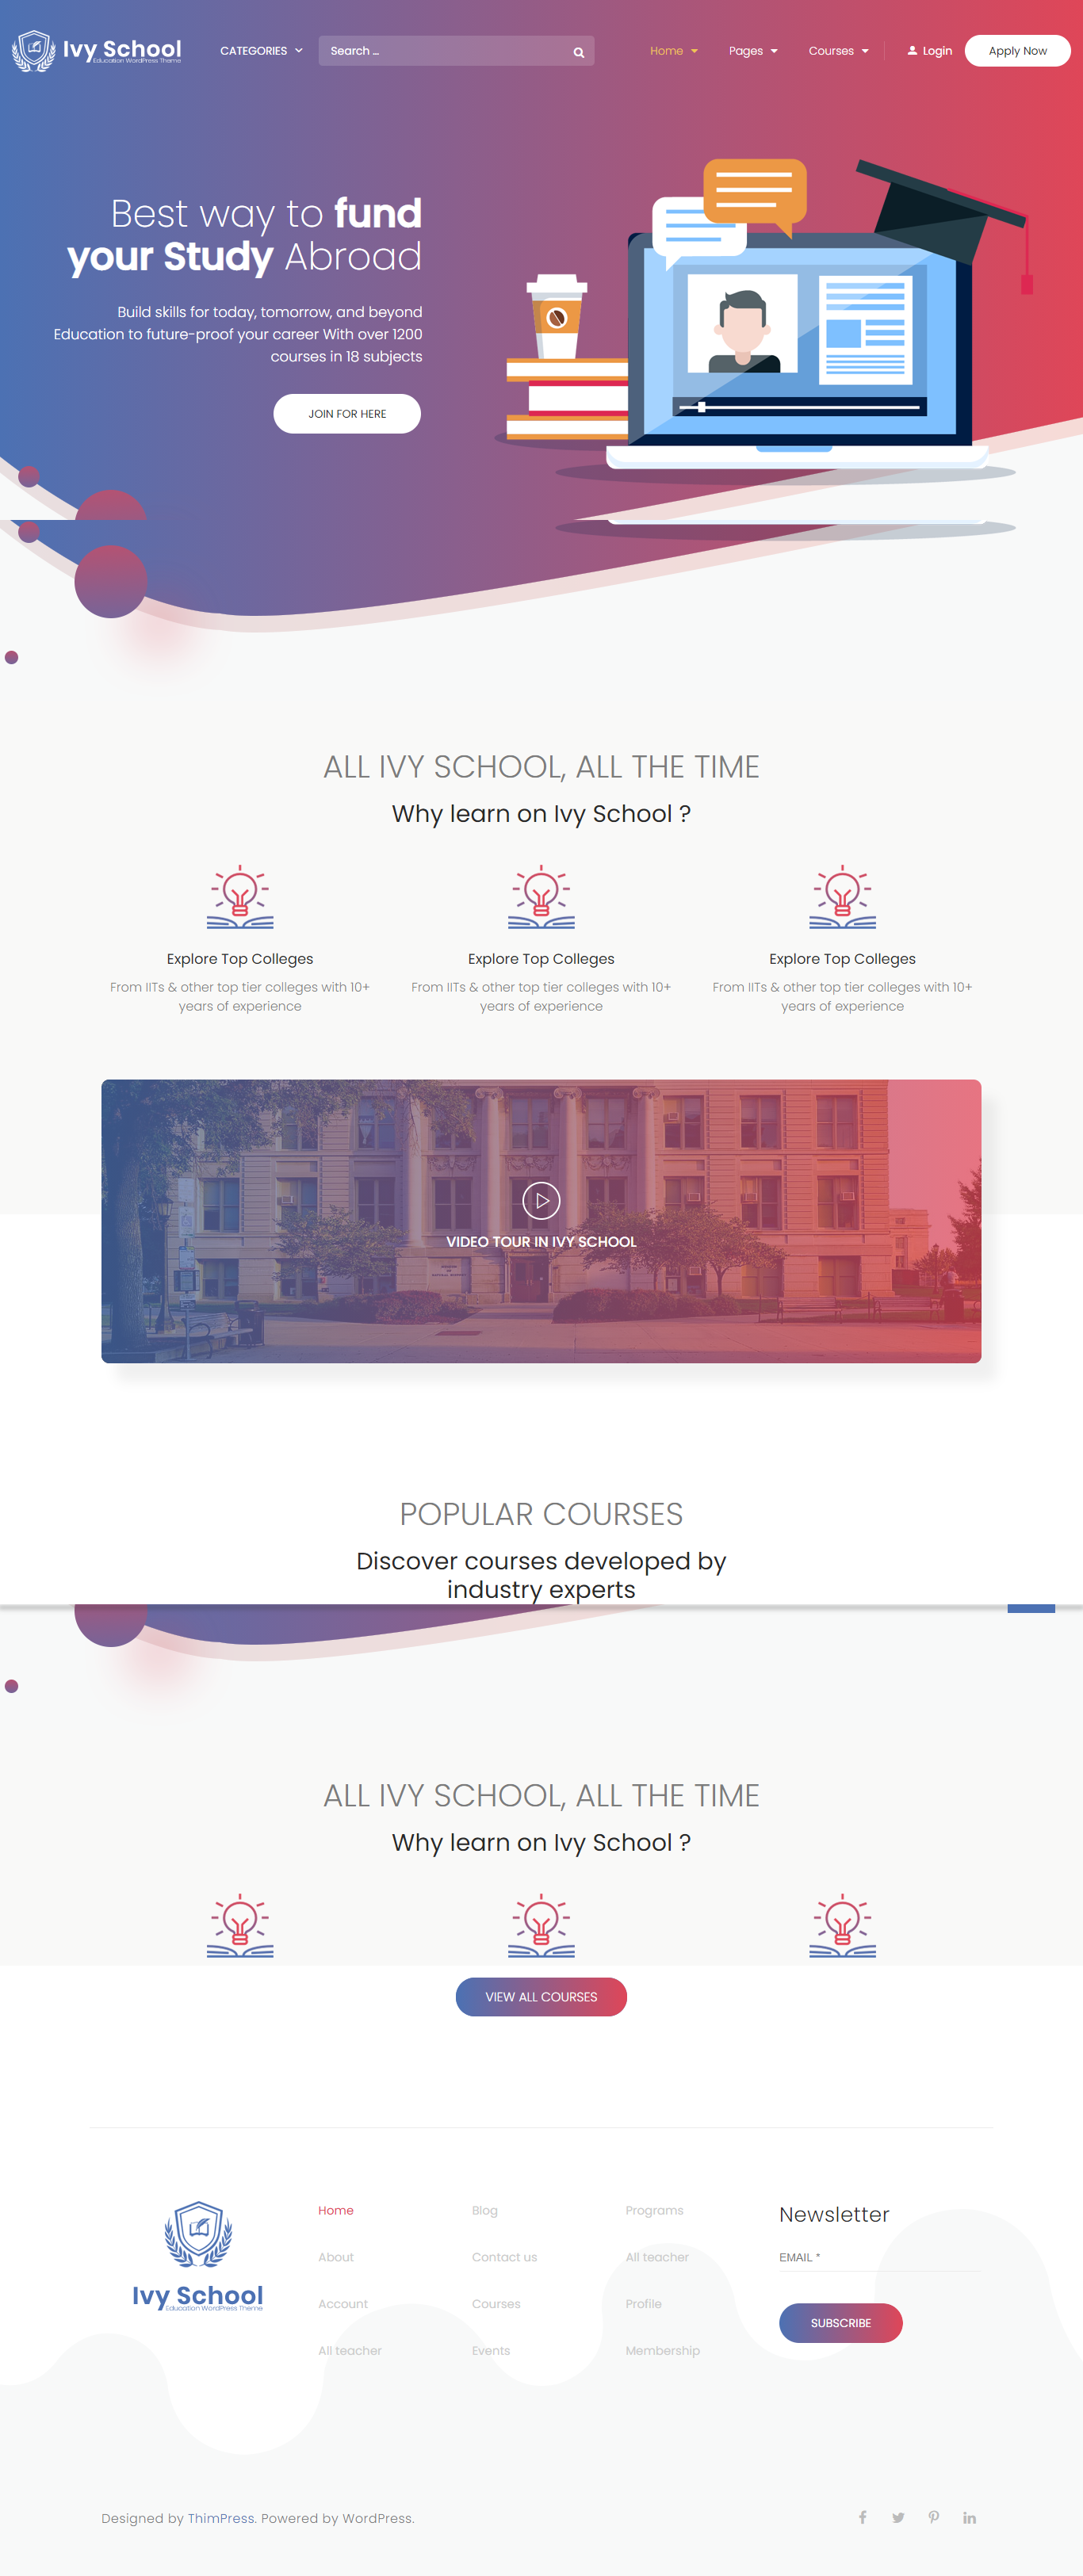 Ivy School
Education WordPress Theme
CATEGORIES
Search ...
Home
Pages
Courses
Login
Apply Now
Best way to fund
your Study Abroad
Build skills for today, tomorrow, and beyond
Education to future-proof your career With over 1200
courses in 18 subjects
JOIN FOR HERE
ALL IVY SCHOOL, ALL THE TIME
Why learn on Ivy School ?
Explore Top Colleges
From IITs & other top tier colleges with 10+
years of experience
Explore Top Colleges
From IITs & other top tier colleges with 10+
years of experience
Explore Top Colleges
From IITs & other top tier colleges with 10+
years of experience
VIDEO TOUR IN IVY SCHOOL
POPULAR COURSES
Discover courses developed by
industry experts
ALL IVY SCHOOL, ALL THE TIME
Why learn on Ivy School ?
VIEW ALL COURSES
Ivy School
Education WordPress Theme
Home
About
Account
All teacher
Blog
Contact us
Courses
Events
Programs
All teacher
Profile
Membership
Newsletter
EMAIL *
SUBSCRIBE
Designed by ThimPress. Powered by WordPress.